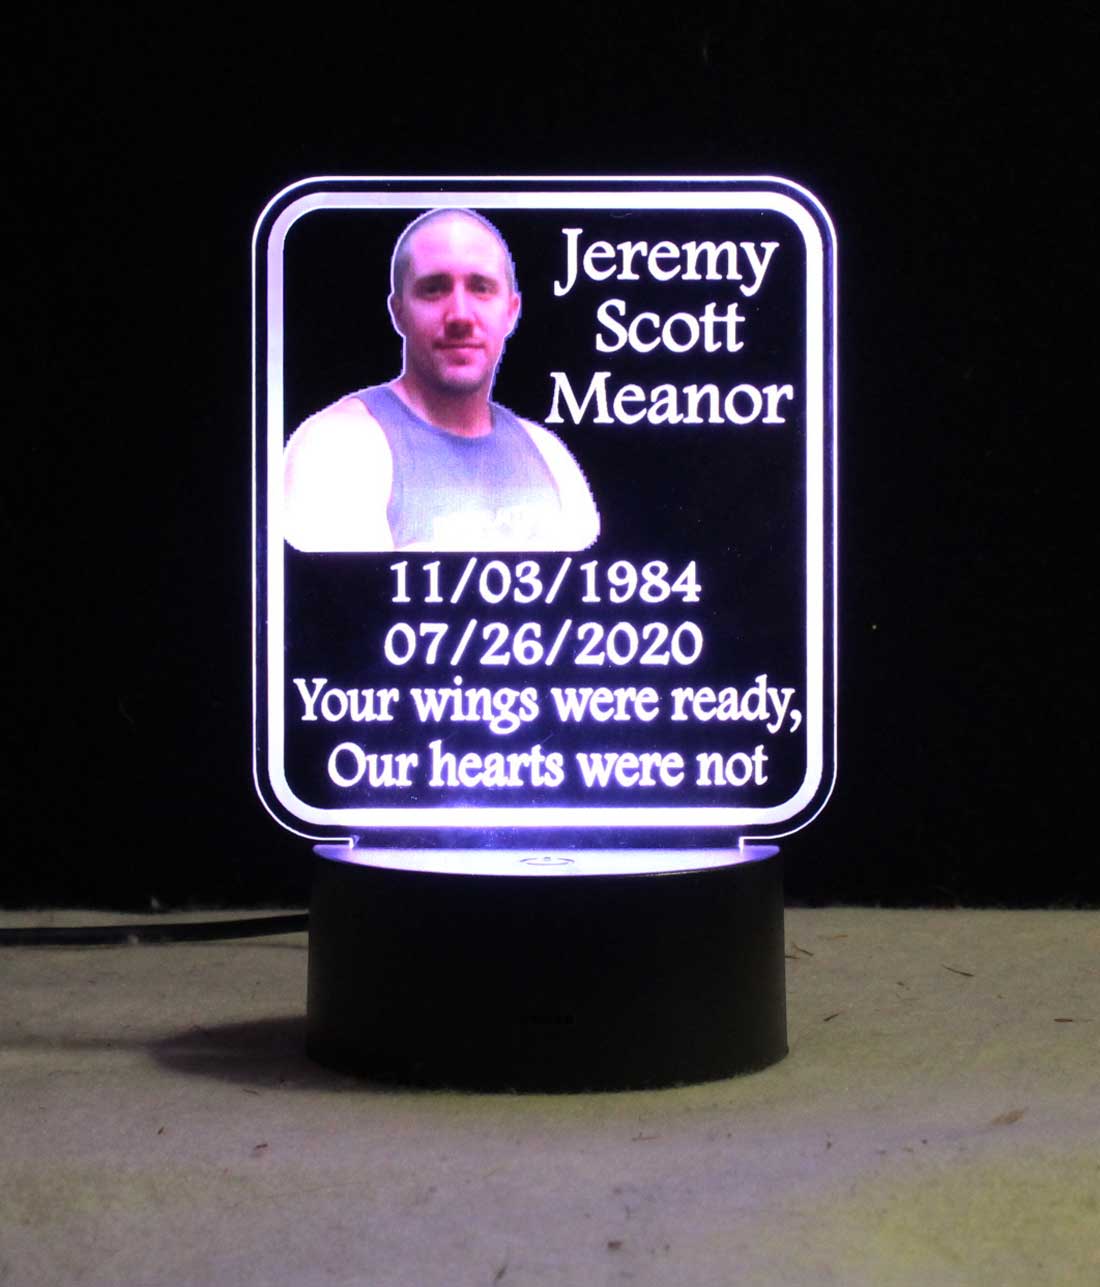 Jeremy
Scott
Meanor
11/03/1984
07/26/2020
Your wings were ready,
Our hearts were not